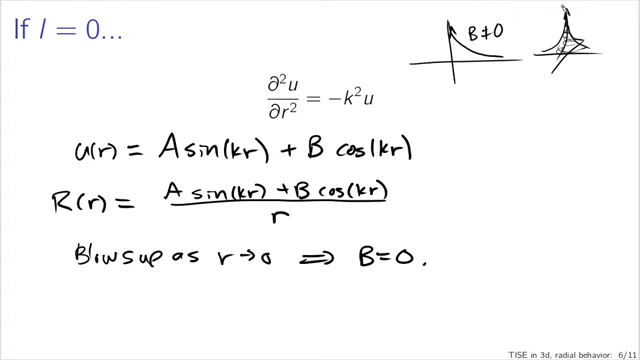 If l = 0...
B ≠ 0
∂²u/∂r² = −k²u
u(r) = A sin(kr) + B cos(kr)
R(r) = (A sin(kr) + B cos(kr))/r
Blows up as r→0 ⟹ B=0.
TISE in 3d, radial behavior: 6/11